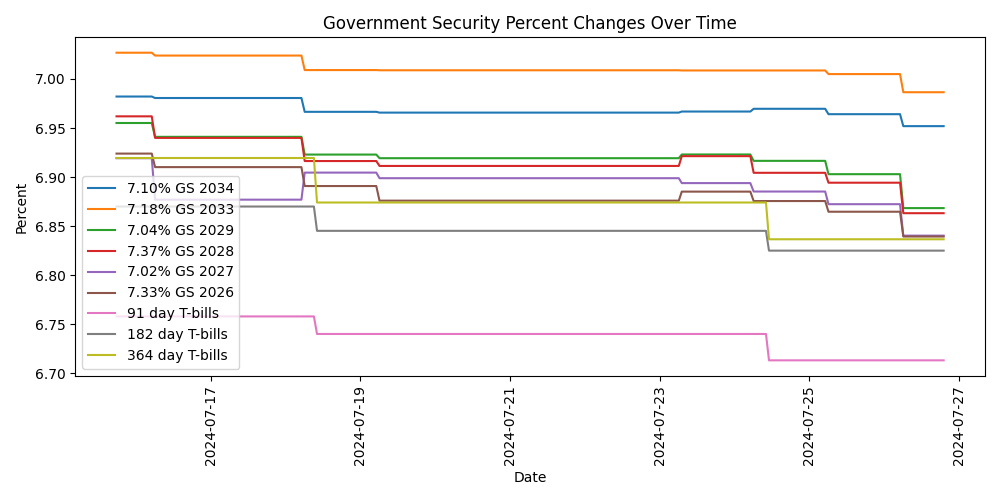 Government Security Percent Changes Over Time
Percent
7.00
6.95
6.90
6.85
6.80
6.75
6.70
7.10% GS 2034
7.18% GS 2033
7.04% GS 2029
7.37% GS 2028
7.02% GS 2027
7.33% GS 2026
91 day T-bills
182 day T-bills
364 day T-bills
2024-07-17
2024-07-19
2024-07-21
2024-07-23
2024-07-25
2024-07-27
Date